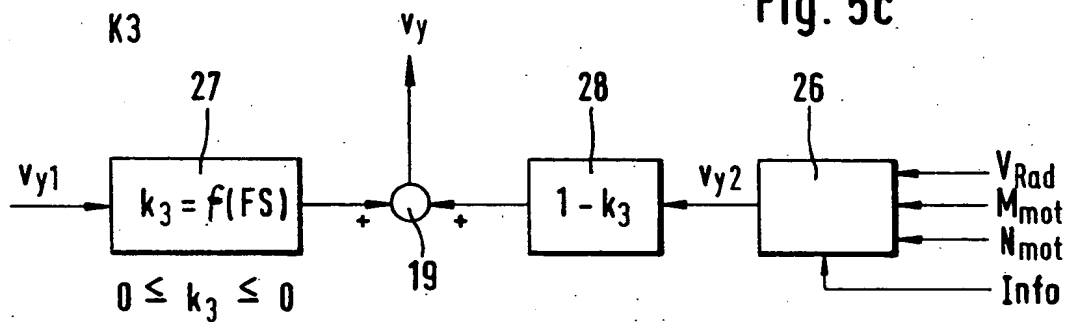 Fig. 5c
K3
vy
27
28
26
vy1
k3 = f(FS)
+
+
1 - k3
vy2
VRad
Mmot
Nmot
Info
19
0 ≤ k3 ≤ 0